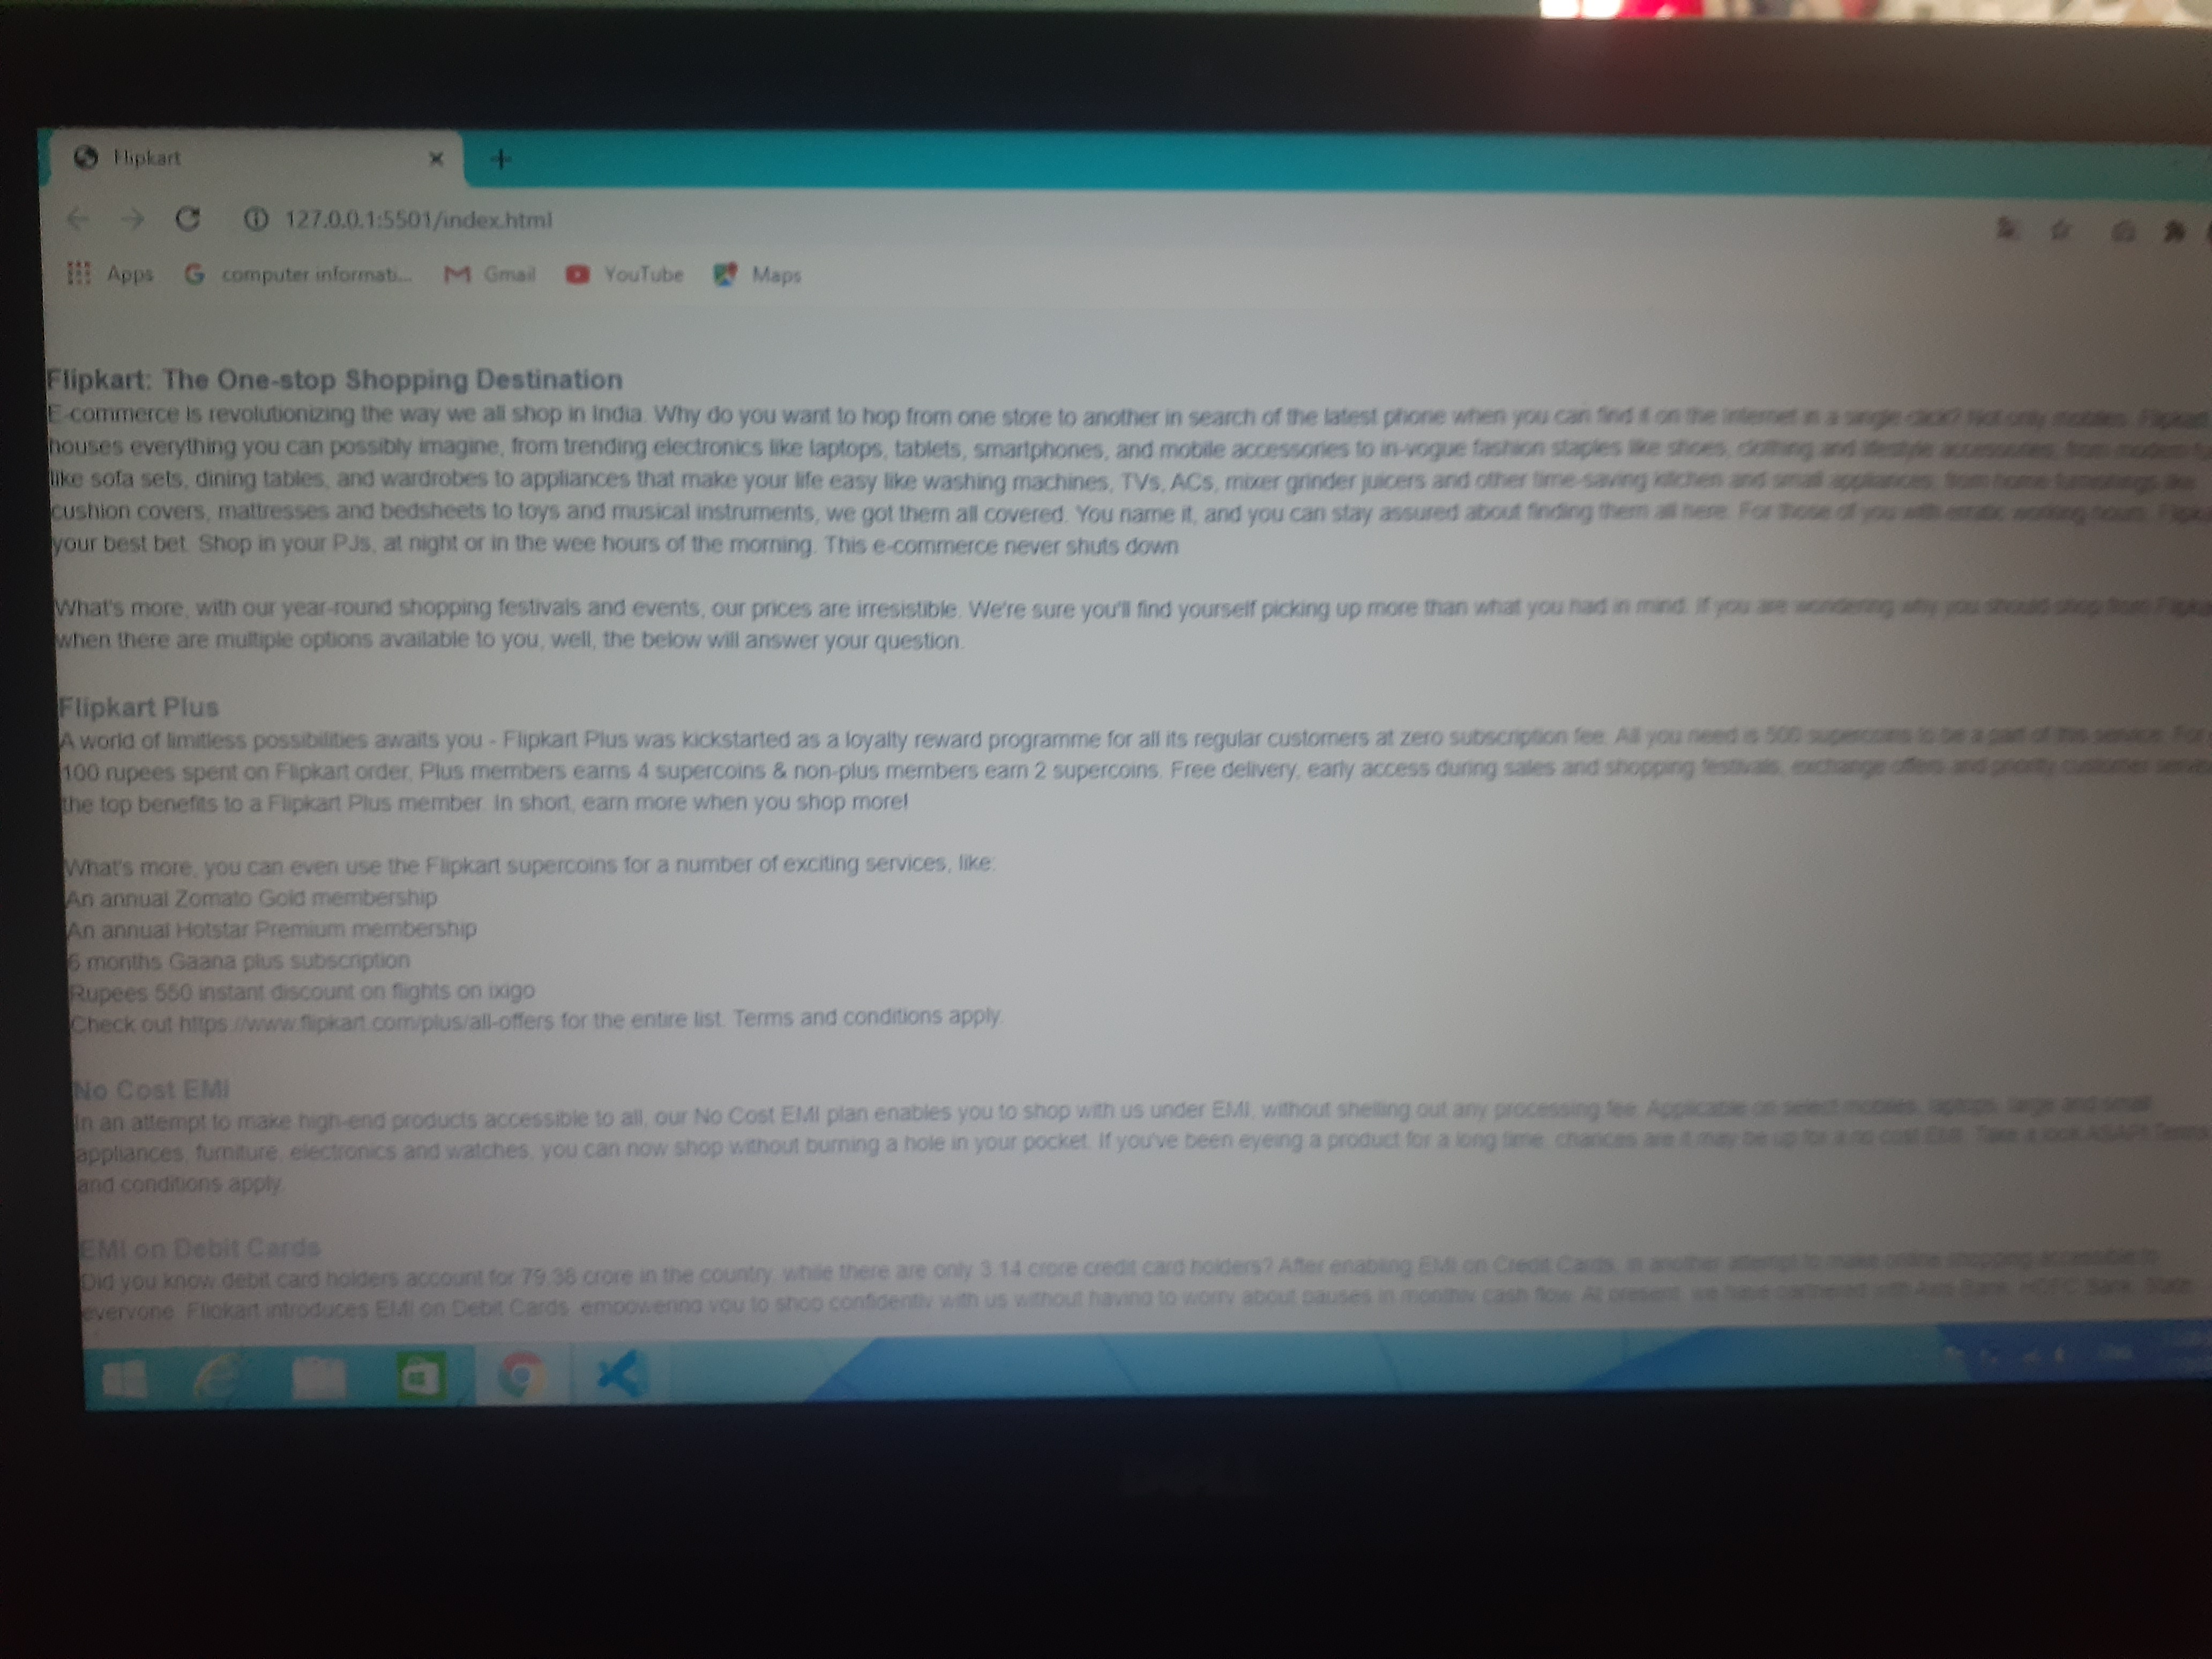 Flipkart
127.0.0.1:5501/index.html
Apps computer informati... Gmail YouTube Maps
Flipkart: The One-stop Shopping Destination
E-commerce is revolutionizing the way we all shop in India. Why do you want to hop from one store to another in search of the latest phone when you can find it on the Internet in a single click? Not only mobiles. Flipkart
houses everything you can possibly imagine, from trending electronics like laptops, tablets, smartphones, and mobile accessories to in-vogue fashion staples like shoes, clothing and lifestyle accessories; from modern
like sofa sets, dining tables, and wardrobes to appliances that make your life easy like washing machines, TVs, ACs, mixer grinder juicers and other time-saving kitchen and small appliances; from home furnishings like
cushion covers, mattresses and bedsheets to toys and musical instruments, we got them all covered. You name it, and you can stay assured about finding them all here. For those of you with erratic working hours,
your best bet. Shop in your PJs, at night or in the wee hours of the morning. This e-commerce never shuts down
What's more, with our year-round shopping festivals and events, our prices are irresistible. We're sure you'll find yourself picking up more than what you had in mind. If you are wondering why you should shop from
when there are multiple options available to you, well, the below will answer your question.
Flipkart Plus
A world of limitless possibilities awaits you - Flipkart Plus was kickstarted as a loyalty reward programme for all its regular customers at zero subscription fee. All you need is 500 supercoins to be a part of this service. For
100 rupees spent on Flipkart order, Plus members earns 4 supercoins & non-plus members earn 2 supercoins. Free delivery, early access during sales and shopping festivals, exchange offers and priority customer
the top benefits to a Flipkart Plus member. In short, earn more when you shop more!
What's more, you can even use the Flipkart supercoins for a number of exciting services, like:
An annual Zomato Gold membership
An annual Hotstar Premium membership
6 months Gaana plus subscription
Rupees 550 instant discount on flights on ixigo
Check out https://www.flipkart.com/plus/all-offers for the entire list. Terms and conditions apply.
No Cost EMI
In an attempt to make high-end products accessible to all, our No Cost EMI plan enables you to shop with us under EMI, without shelling out any processing fee. Applicable on select mobiles, laptops, large and small
appliances, furniture, electronics and watches, you can now shop without burning a hole in your pocket. If you've been eyeing a product for a long time, chances are it may be up for a no cost EMI. Take a look ASAP! Terms
and conditions apply.
EMI on Debit Cards
Did you know debit card holders account for 79.38 crore in the country, while there are only 3.14 crore credit card holders? After enabling EMI on Credit Cards, in another attempt to make online shopping accessible to
everyone, Flipkart introduces EMI on Debit Cards, empowering you to shop confidently with us without having to worry about pauses in monthly cash flow. At present, we have partnered with Axis Bank, HDFC Bank, State